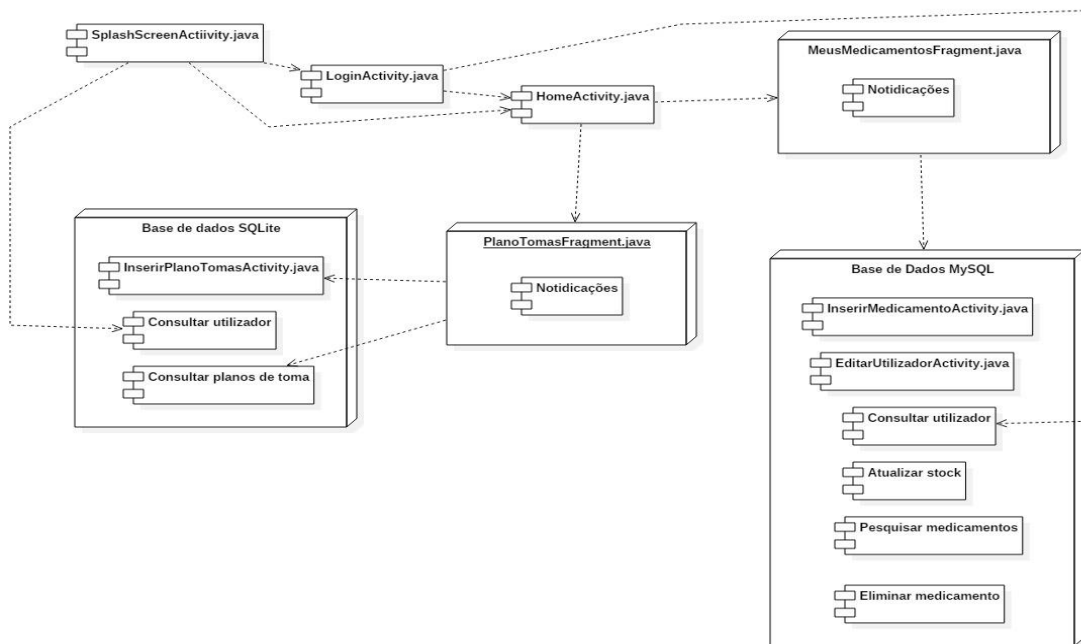 SplashScreenActiivity.java
LoginActivity.java
HomeActivity.java
MeusMedicamentosFragment.java
Notidicações
Base de dados SQLite
InserirPlanoTomasActivity.java
Consultar utilizador
Consultar planos de toma
PlanoTomasFragment.java
Notidicações
Base de Dados MySQL
InserirMedicamentoActivity.java
EditarUtilizadorActivity.java
Consultar utilizador
Atualizar stock
Pesquisar medicamentos
Eliminar medicamento